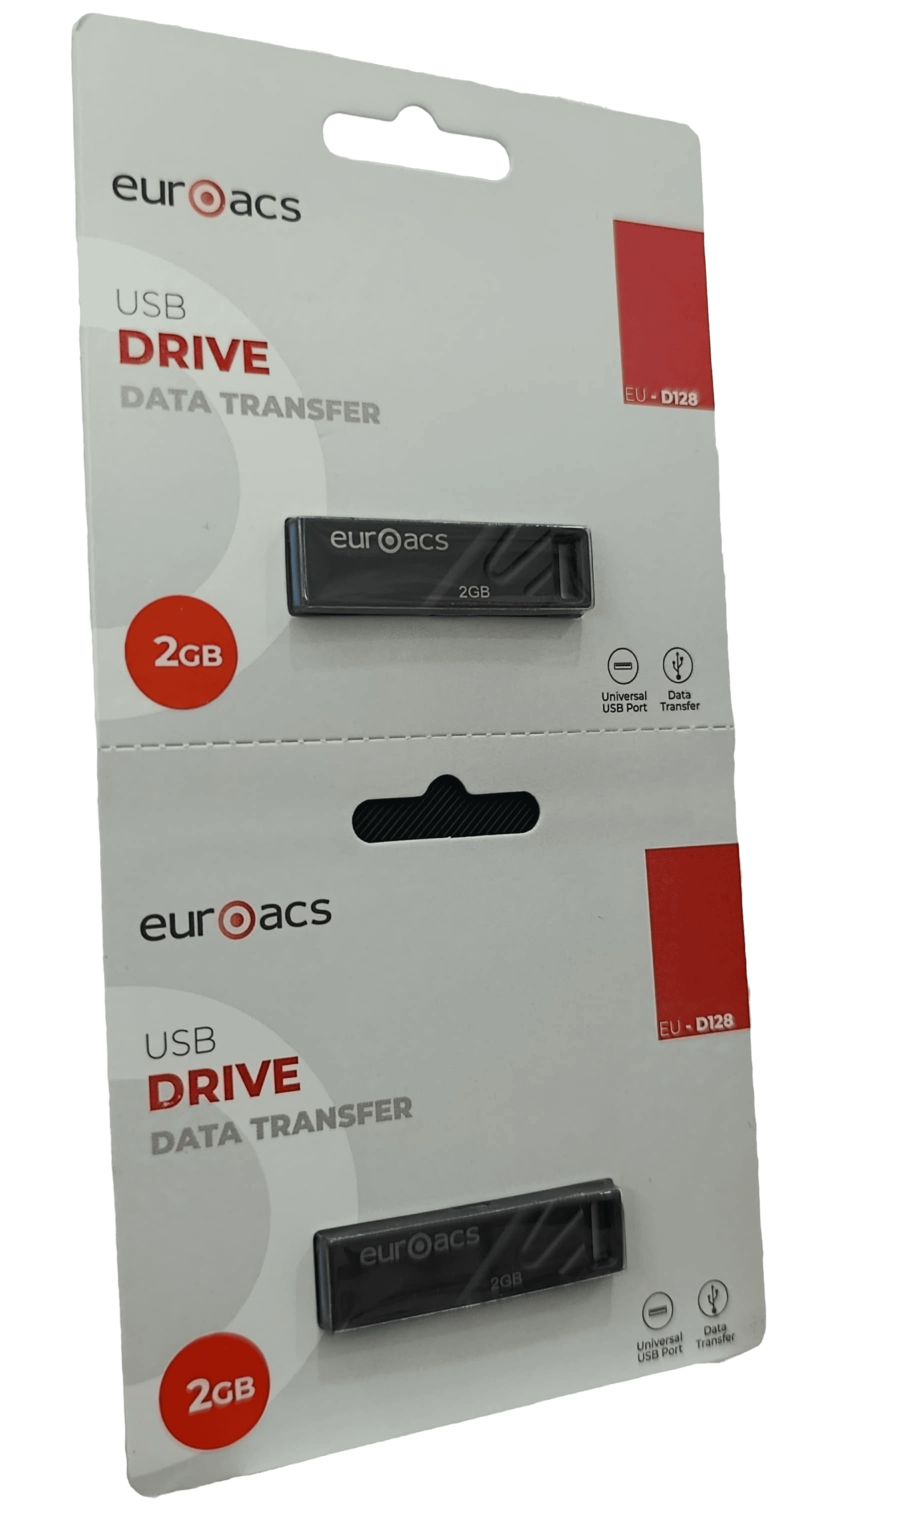 euroacs
USB
DRIVE
DATA TRANSFER
EU - D128
euroacs
2GB
2GB
Universal
USB Port
Data
Transfer
euroacs
USB
DRIVE
DATA TRANSFER
EU - D128
euroacs
2GB
2GB
Universal
USB Port
Data
Transfer